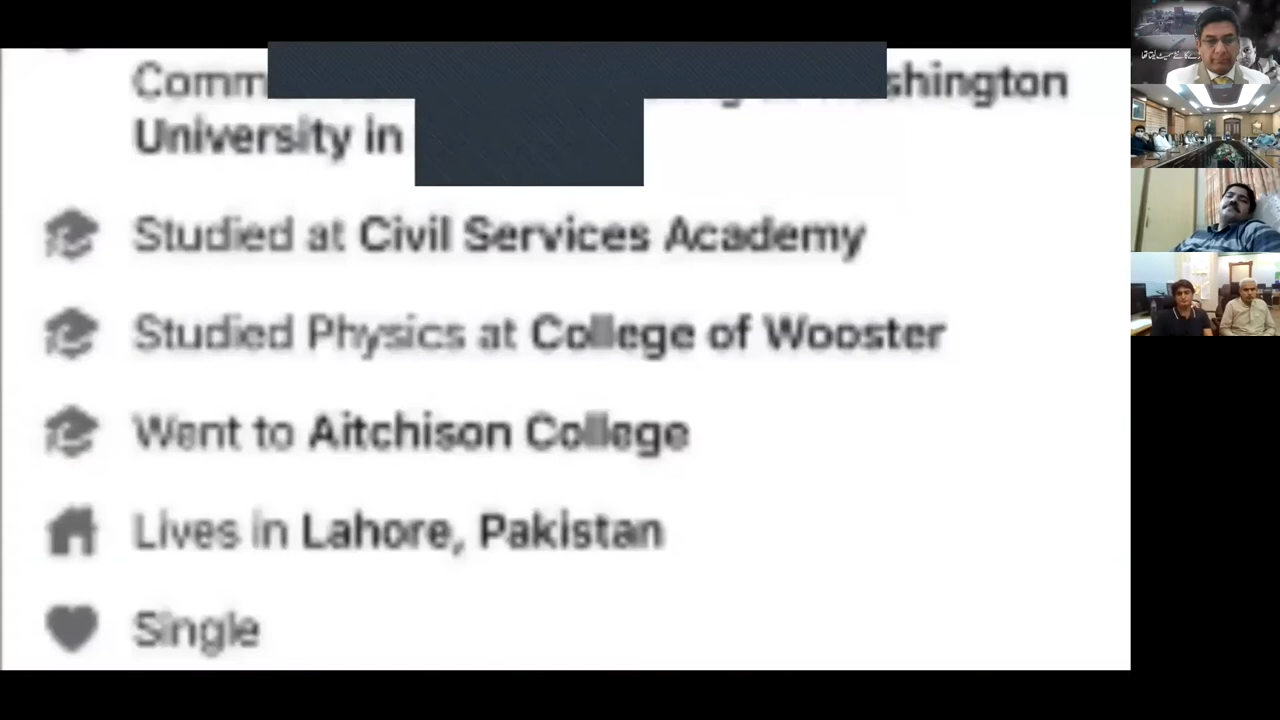 Comm
shington
University in
Studied at Civil Services Academy
Studied Physics at College of Wooster
Went to Aitchison College
Lives in Lahore, Pakistan
Single